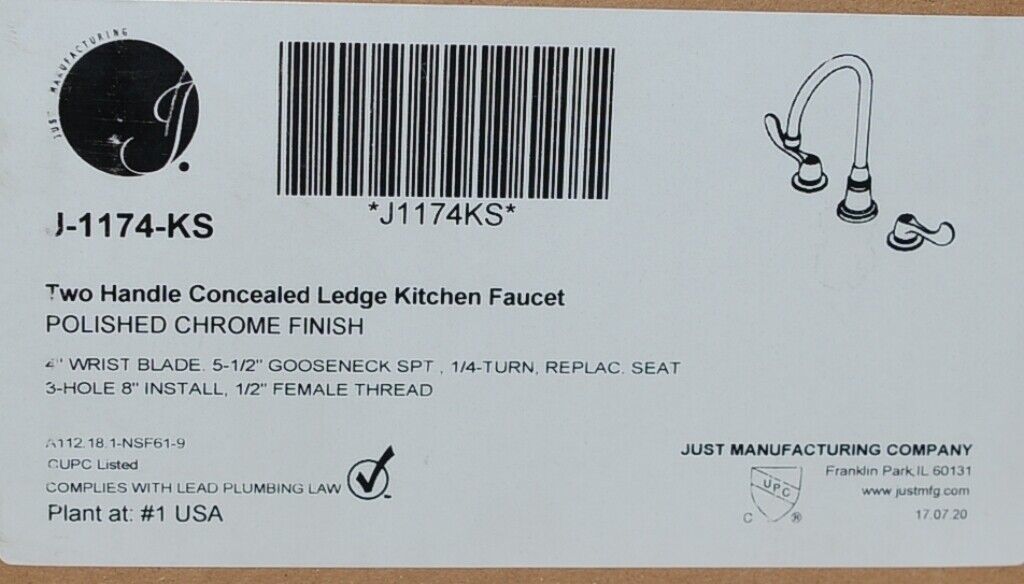 JUST MANUFACTURING
J.
*J1174KS*
J-1174-KS
Two Handle Concealed Ledge Kitchen Faucet
POLISHED CHROME FINISH
4" WRIST BLADE. 5-1/2" GOOSENECK SPT , 1/4-TURN, REPLAC. SEAT
3-HOLE 8" INSTALL, 1/2" FEMALE THREAD
A112.18.1-NSF61-9
CUPC Listed
COMPLIES WITH LEAD PLUMBING LAW
Plant at: #1 USA
JUST MANUFACTURING COMPANY
Franklin Park,IL 60131
www.justmfg.com
17.07.20
UPC
C ®